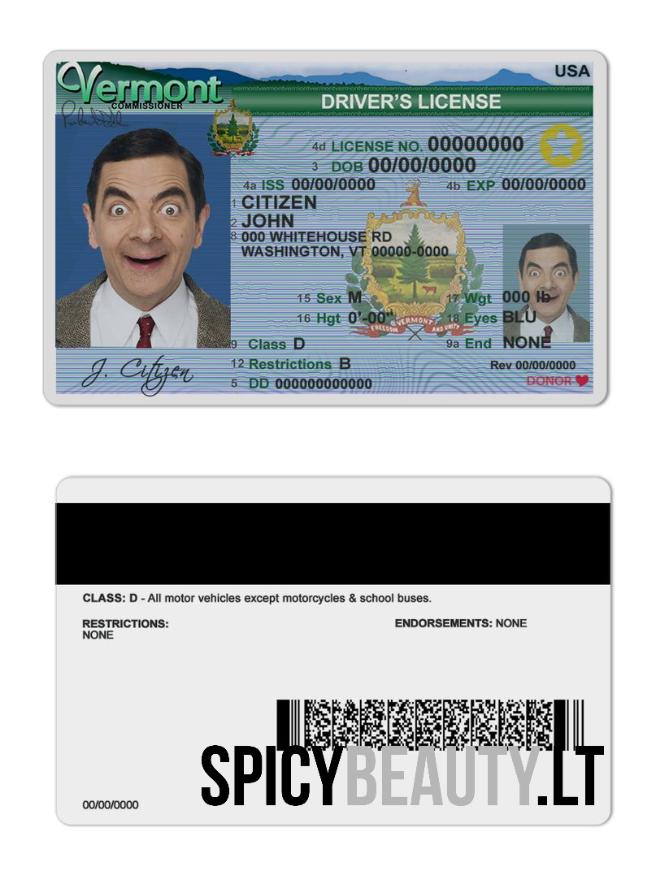 Vermont
COMMISSIONER
USA
DRIVER'S LICENSE
4d LICENSE NO. 00000000
3 DOB 00/00/0000
4a ISS 00/00/0000 4b EXP 00/00/0000
1 CITIZEN
2 JOHN
8 000 WHITEHOUSE RD
WASHINGTON, VT 00000-0000
15 Sex M 17 Wgt 000 lb
16 Hgt 0'-00" 18 Eyes BLU
FREEDOM VERMONT AND UNITY
9 Class D 9a End NONE
12 Restrictions B Rev 00/00/0000
5 DD 000000000000 DONOR
J. Citizen
CLASS: D - All motor vehicles except motorcycles & school buses.
RESTRICTIONS: ENDORSEMENTS: NONE
NONE
SPICYBEAUTY.LT
00/00/0000